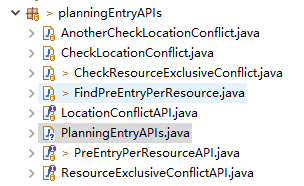 > planningEntryAPIs
AnotherCheckLocationConflict.java
CheckLocationConflict.java
> CheckResourceExclusiveConflict.java
> FindPreEntryPerResource.java
LocationConflictAPI.java
PlanningEntryAPIs.java
> PreEntryPerResourceAPI.java
ResourceExclusiveConflictAPI.java